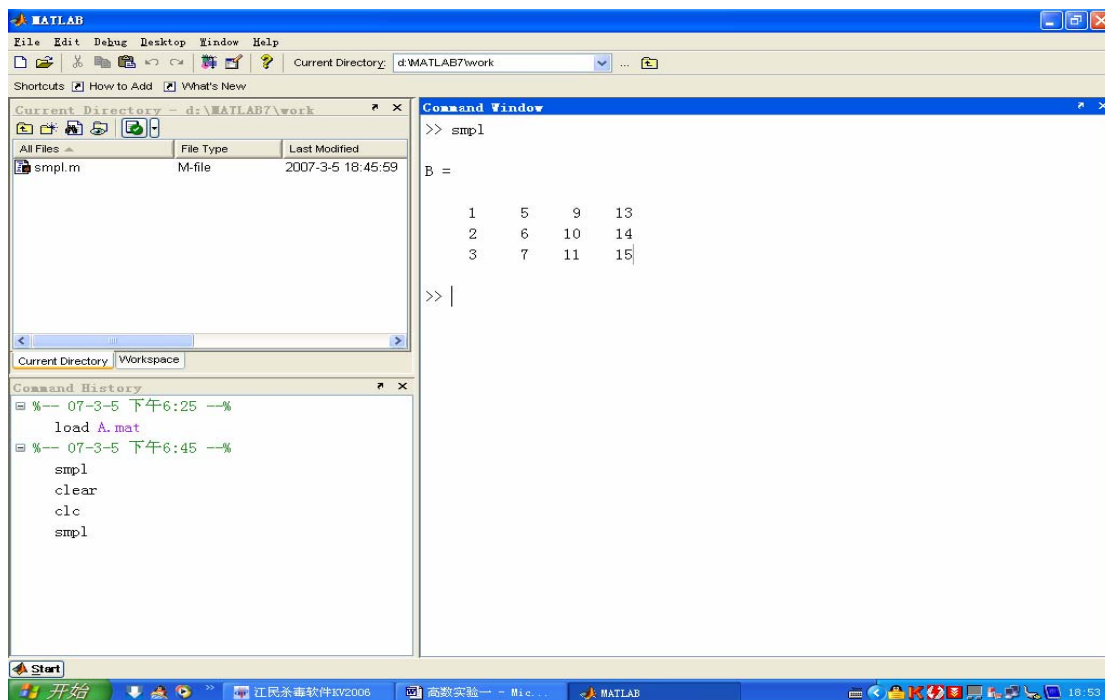 MATLAB
File Edit Debug Desktop Window Help
Current Directory: d:\MATLAB7\work ...
Shortcuts How to Add What's New
Current Directory - d:\MATLAB7\work
All Files File Type Last Modified
smpl.m M-file 2007-3-5 18:45:59
Current Directory Workspace
Command History
%-- 07-3-5 下午6:25 --%
load A.mat
%-- 07-3-5 下午6:45 --%
smpl
clear
clc
smpl
Command Window
>> smpl
B =
1 5 9 13
2 6 10 14
3 7 11 15
>>
Start
开始 江民杀毒软件KV2006 高数实验一 - Mic... MATLAB 18:53